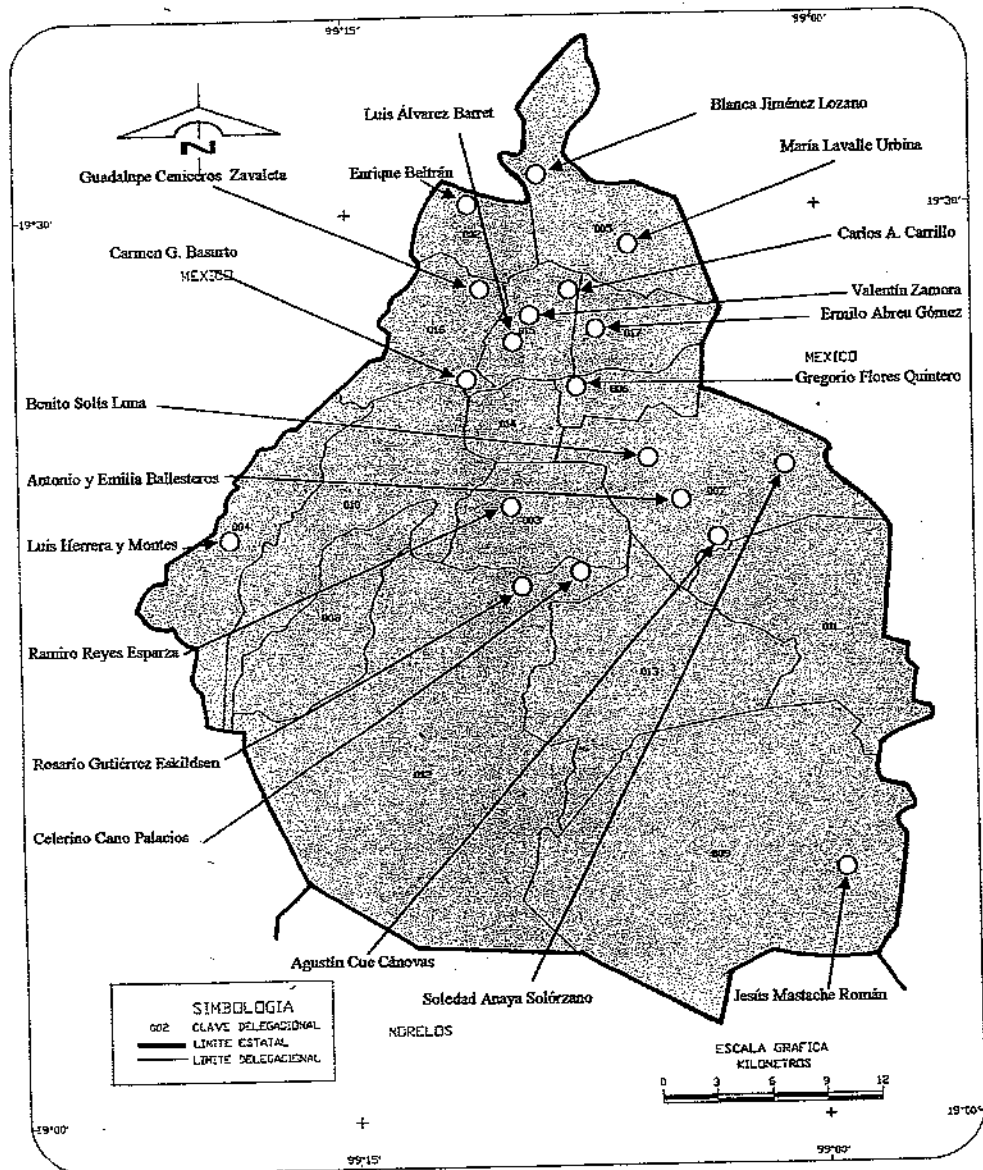 99°15'
99°00'
Luis Álvarez Barret
Blanca Jiménez Lozano
María Lavalle Urbina
N
Guadalupe Ceniceros Zavaleta
Enrique Beltrán
19°30'
19°30'
002
005
Carlos A. Carrillo
Carmen G. Basurto
MEXICO
Valentín Zamora
016
015
017
Ermilo Abreu Gómez
MEXICO
Gregorio Flores Quintero
006
Benito Solís Luna
014
Antonio y Emilia Ballesteros
007
004
010
003
Luis Herrera y Montes
008
011
Ramiro Reyes Esparza
013
Rosario Gutiérrez Eskildsen
012
Celerino Cano Palacios
009
Agustín Cue Cánovas
Soledad Anaya Solórzano
Jesús Mastache Román
SIMBOLOGIA
002 CLAVE DELEGACIONAL
LIMITE ESTATAL
LIMITE DELEGACIONAL
MORELOS
ESCALA GRAFICA
KILOMETROS
0 3 6 9 12
19°00'
19°00'
99°15'
99°00'